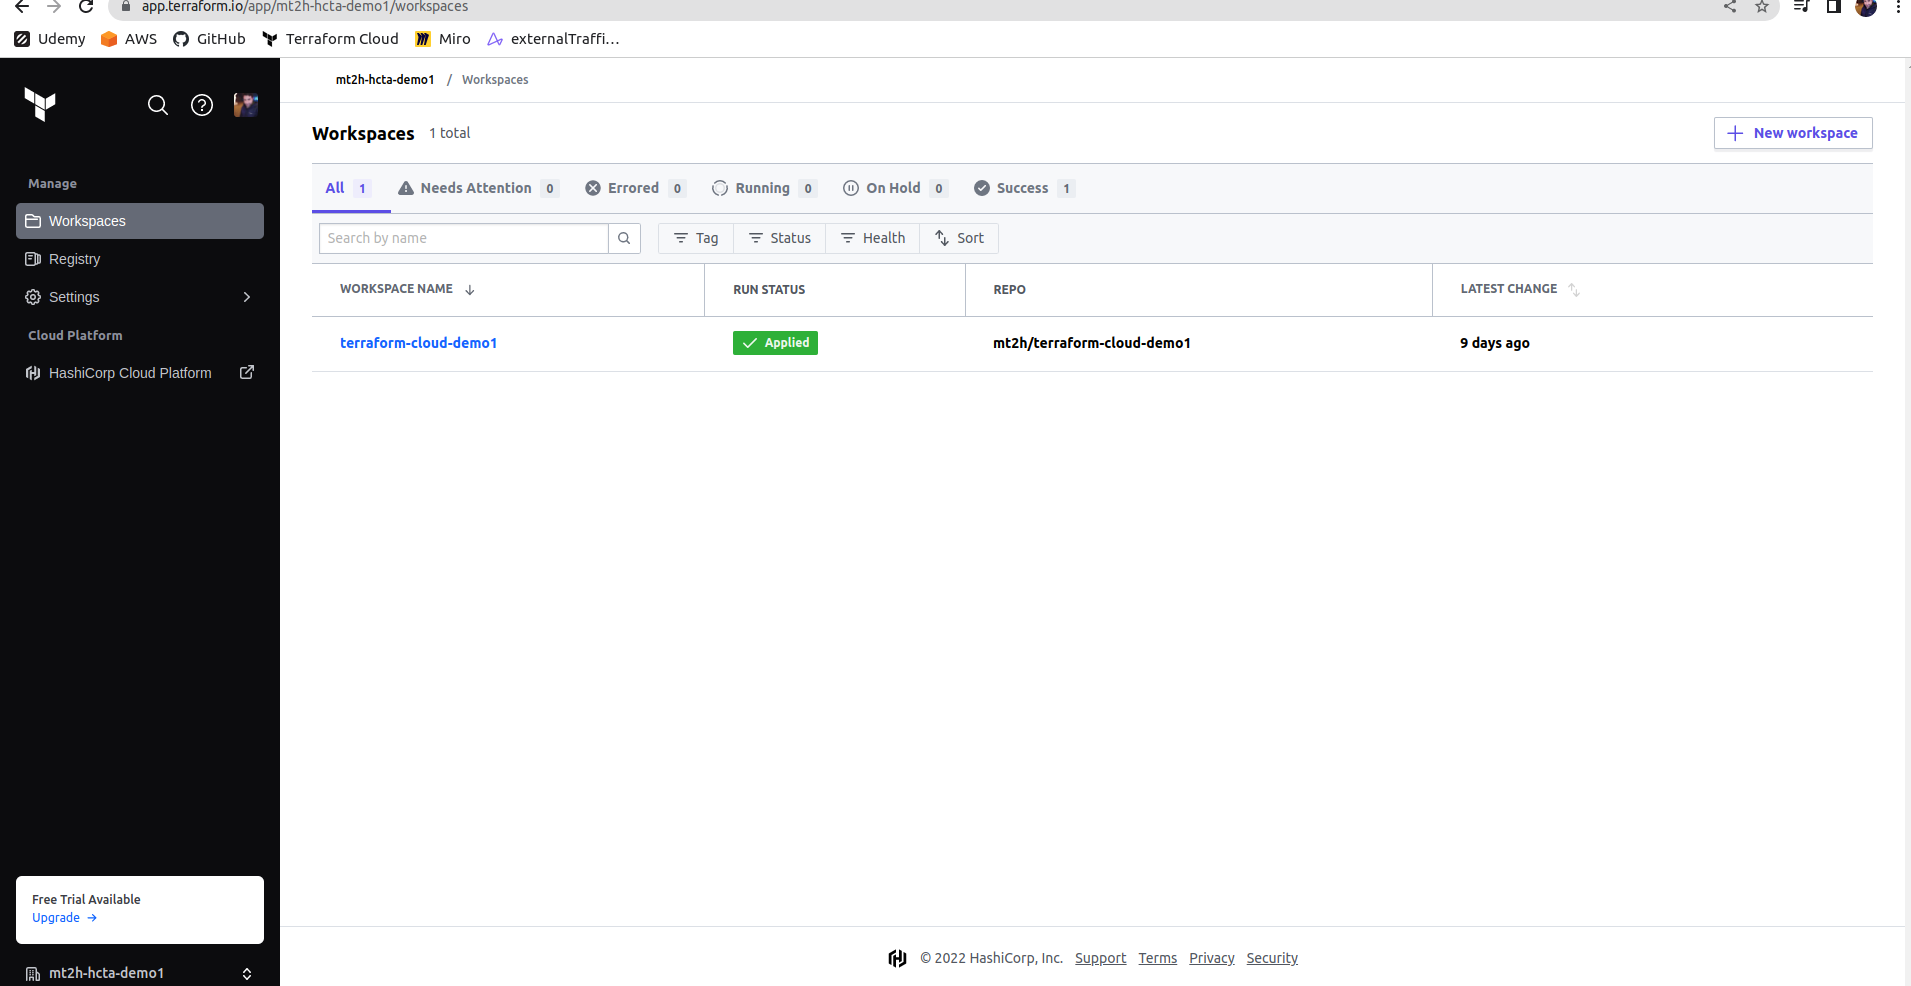 app.terraform.io/app/mt2h-hcta-demo1/workspaces
Udemy AWS GitHub Terraform Cloud Miro externalTraffi...
mt2h-hcta-demo1 / Workspaces
Workspaces 1 total
New workspace
Manage
Workspaces
Registry
Settings
Cloud Platform
HashiCorp Cloud Platform
All 1 Needs Attention 0 Errored 0 Running 0 On Hold 0 Success 1
Search by name Tag Status Health Sort
WORKSPACE NAME RUN STATUS REPO LATEST CHANGE
terraform-cloud-demo1 Applied mt2h/terraform-cloud-demo1 9 days ago
Free Trial Available
Upgrade
mt2h-hcta-demo1
© 2022 HashiCorp, Inc. Support Terms Privacy Security